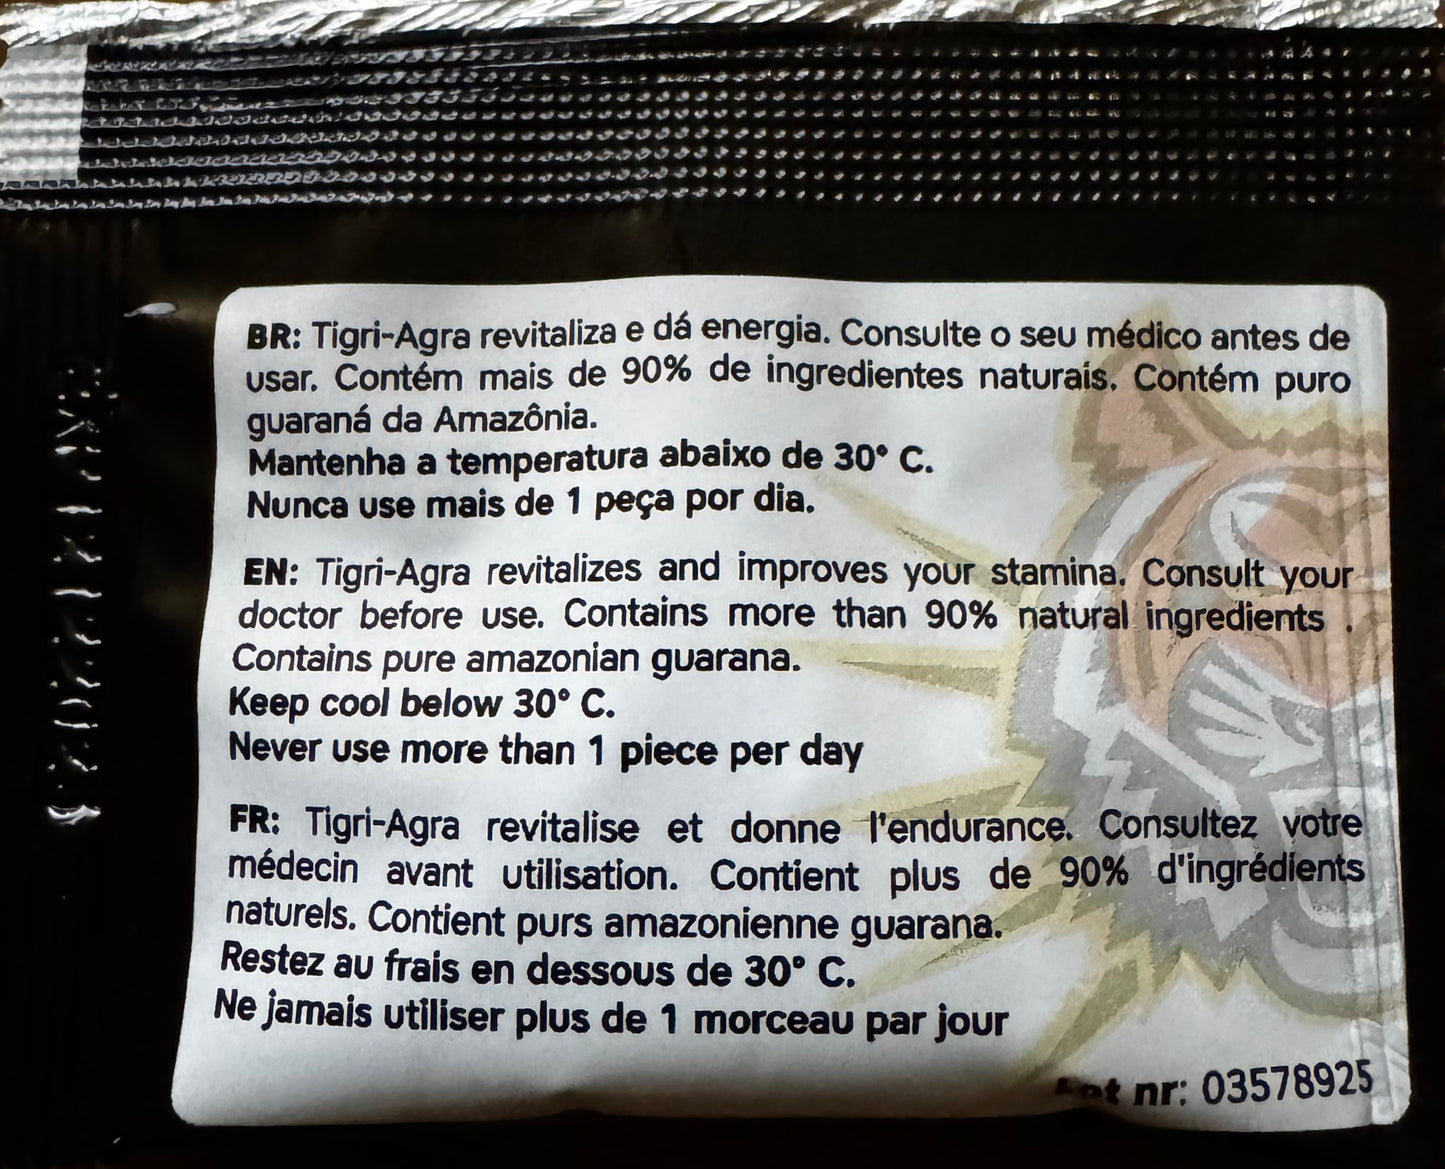 BR: Tigri-Agra revitaliza e dá energia. Consulte o seu médico antes de
usar. Contém mais de 90% de ingredientes naturais. Contém puro
guaraná da Amazônia.
Mantenha a temperatura abaixo de 30° C.
Nunca use mais de 1 peça por dia.
EN: Tigri-Agra revitalizes and improves your stamina. Consult your
doctor before use. Contains more than 90% natural ingredients .
Contains pure amazonian guarana.
Keep cool below 30° C.
Never use more than 1 piece per day
FR: Tigri-Agra revitalise et donne l'endurance. Consultez votre
médecin avant utilisation. Contient plus de 90% d'ingrédients
naturels. Contient purs amazonienne guarana.
Restez au frais en dessous de 30° C.
Ne jamais utiliser plus de 1 morceau par jour
Lot nr: 03578925